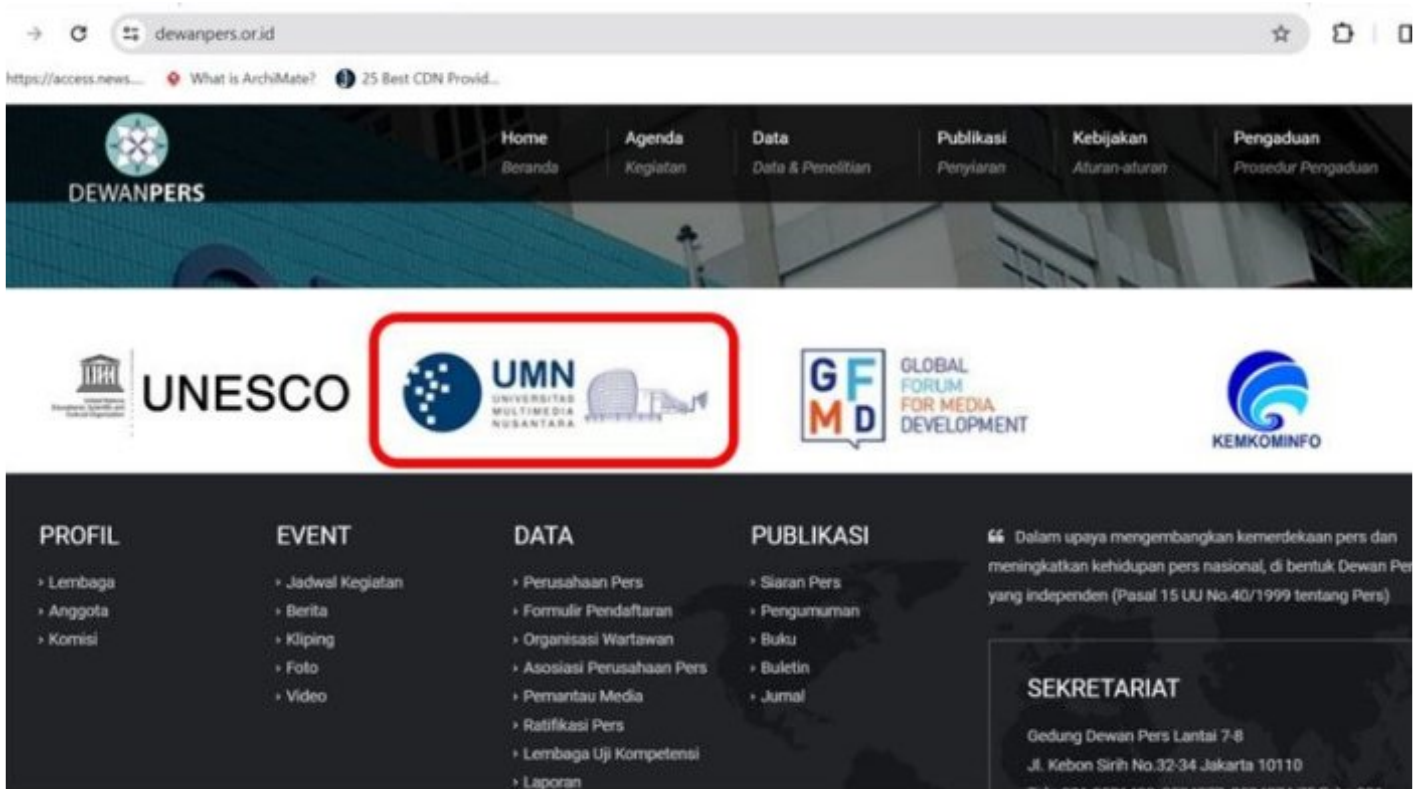 dewanpers.or.id
https://access.news...
What is ArchiMate?
25 Best CDN Provid...
DEWANPERS
Home
Beranda
Agenda
Kegiatan
Data
Data & Penelitian
Publikasi
Penyiaran
Kebijakan
Aturan-aturan
Pengaduan
Prosedur Pengaduan
UNESCO
UMN
UNIVERSITAS
MULTIMEDIA
NUSANTARA
GFMD
GLOBAL
FORUM
FOR MEDIA
DEVELOPMENT
KEMKOMINFO
PROFIL
› Lembaga
› Anggota
› Komisi
EVENT
› Jadwal Kegiatan
› Berita
› Kliping
› Foto
› Video
DATA
› Perusahaan Pers
› Formulir Pendaftaran
› Organisasi Wartawan
› Asosiasi Perusahaan Pers
› Pemantau Media
› Ratifikasi Pers
› Lembaga Uji Kompetensi
› Laporan
PUBLIKASI
› Siaran Pers
› Pengumuman
› Buku
› Buletin
› Jurnal
❝ Dalam upaya mengembangkan kemerdekaan pers dan
meningkatkan kehidupan pers nasional, di bentuk Dewan Per
yang independen (Pasal 15 UU No.40/1999 tentang Pers)
SEKRETARIAT
Gedung Dewan Pers Lantai 7-8
Jl. Kebon Sirih No.32-34 Jakarta 10110